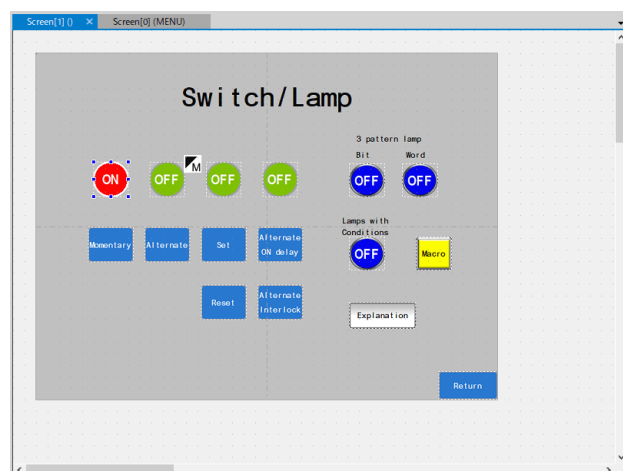 Screen[1] () × Screen[0] (MENU)
Switch/Lamp
3 pattern lamp
Bit Word
ON OFF M OFF OFF OFF OFF
Lamps with
Conditions
Momentary Alternate Set Alternate
ON delay
OFF Macro
Reset Alternate
Interlock
Explanation
Return